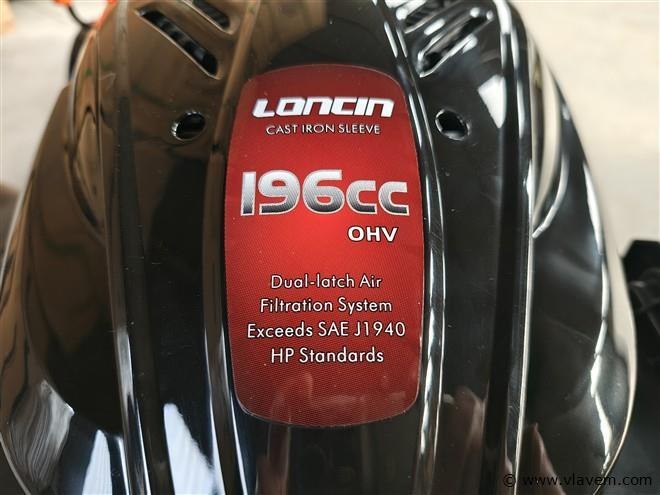 LONCIN
CAST IRON SLEEVE
196cc
OHV
Dual-latch Air
Filtration System
Exceeds SAE J1940
HP Standards
© www.vlavem.com